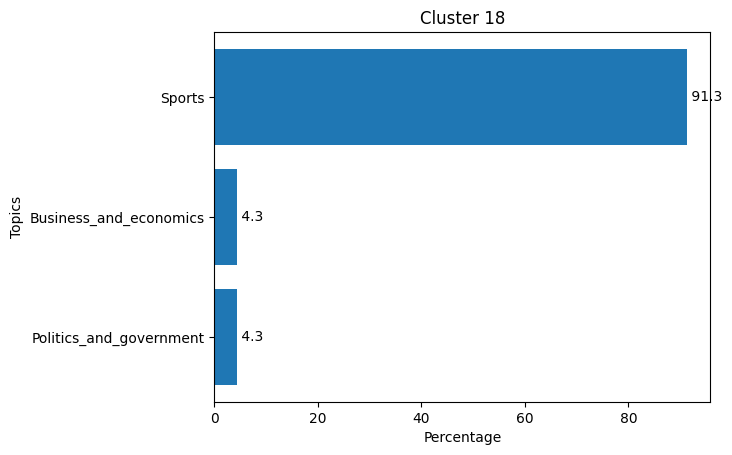 Cluster 18
Topics
Sports
91.3
Business_and_economics
4.3
Politics_and_government
4.3
0 20 40 60 80
Percentage